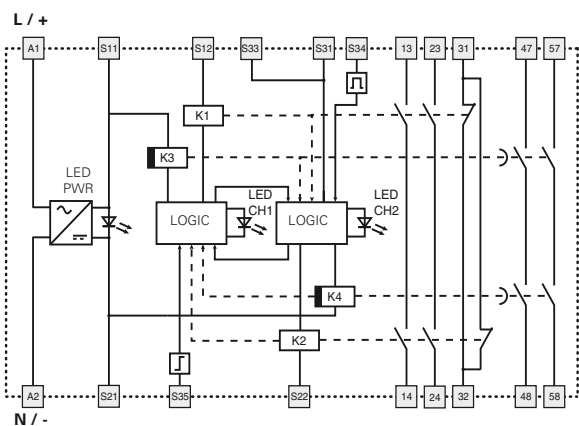 L / +
A1 S11 S12 S33 S31 S34 13 23 31 47 57
K1
K3
LED
PWR
LED
CH1
LED
CH2
LOGIC LOGIC
K4
K2
A2 S21 S35 S22 14 24 32 48 58
N / -